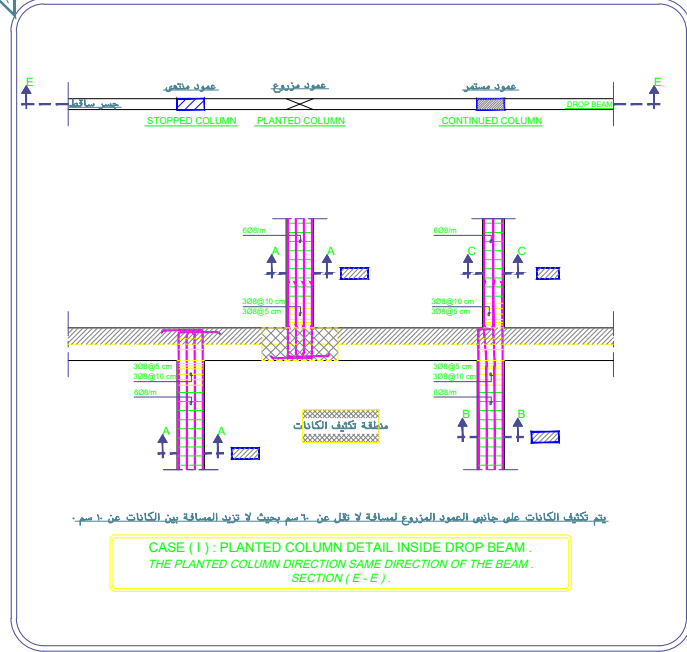 E
عمود منتهى
عمود مزروع
عمود مستمر
E
جسر ساقط
DROP BEAM
STOPPED COLUMN
PLANTED COLUMN
CONTINUED COLUMN
6Ø8/m
6Ø8/m
A
A
C
C
3Ø8@10 cm
3Ø8@5 cm
3Ø8@10 cm
3Ø8@5 cm
3Ø8@5 cm
3Ø8@10 cm
3Ø8@5 cm
3Ø8@10 cm
6Ø8/m
6Ø8/m
B
B
منطقة تكثيف الكانات
A
A
يتم تكثيف الكانات على جانبى العمود المزروع لمسافة لا تقل عن ٦٠ سم بحيث لا تزيد المسافة بين الكانات عن ١٠ سم .
CASE ( I ) : PLANTED COLUMN DETAIL INSIDE DROP BEAM .
THE PLANTED COLUMN DIRECTION SAME DIRECTION OF THE BEAM .
SECTION ( E - E ) .